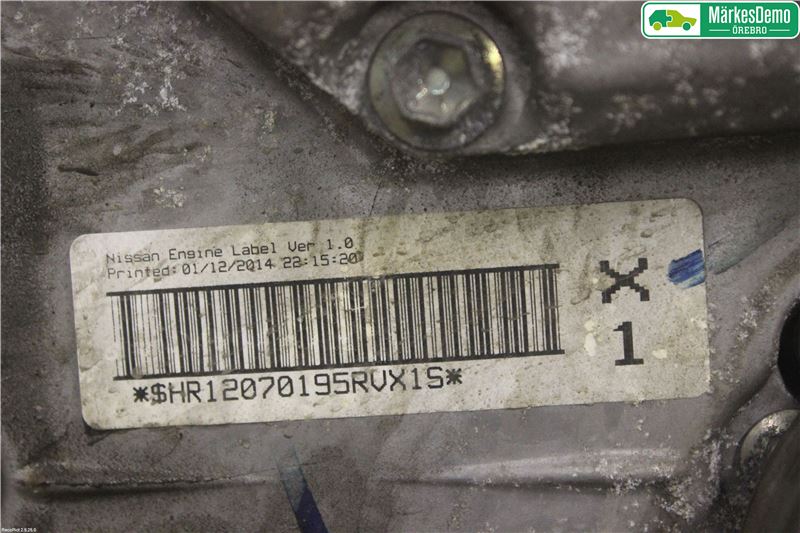 MärkesDemo
ÖREBRO
Nissan Engine Label Ver 1.0
Printed: 01/12/2014 22:15:20
*$HR12070195RVX1S*
X
1